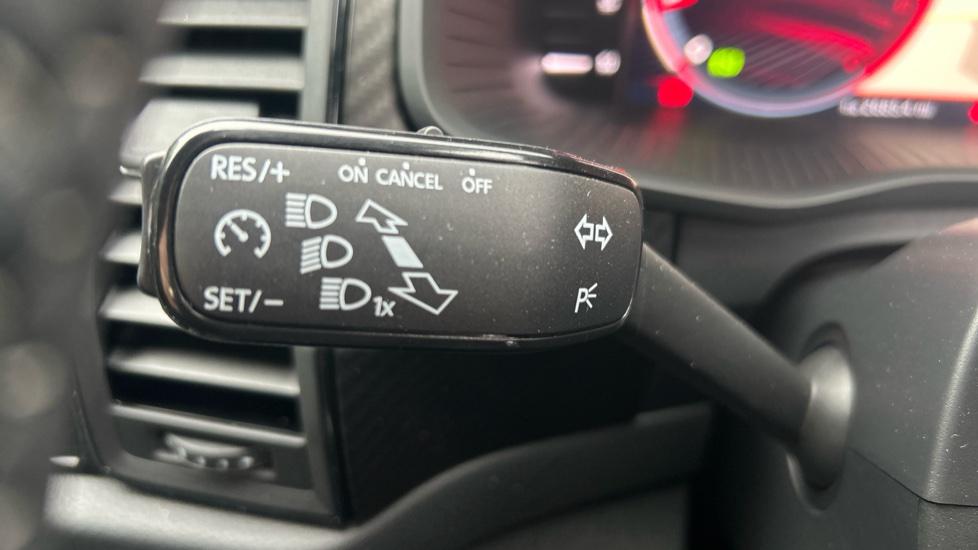 RES/+
ON CANCEL OFF
SET/–
1x
P